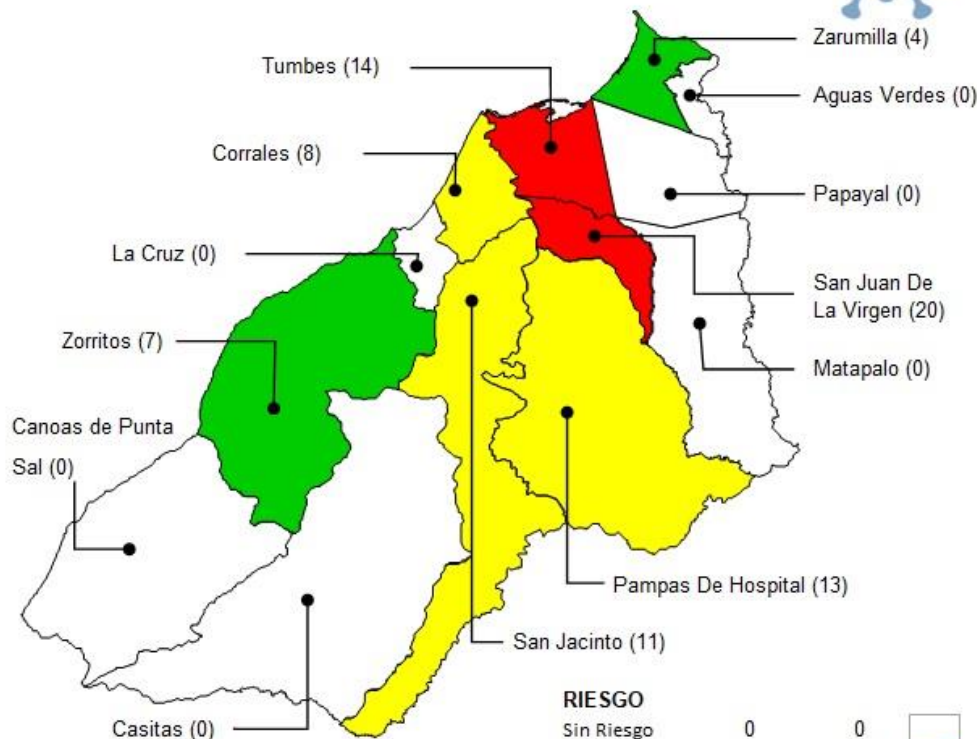 Zarumilla (4)
Tumbes (14)
Aguas Verdes (0)
Corrales (8)
Papayal (0)
La Cruz (0)
San Juan De
La Virgen (20)
Zorritos (7)
Matapalo (0)
Canoas de Punta
Sal (0)
Pampas De Hospital (13)
San Jacinto (11)
Casitas (0)
RIESGO
Sin Riesgo 0 0